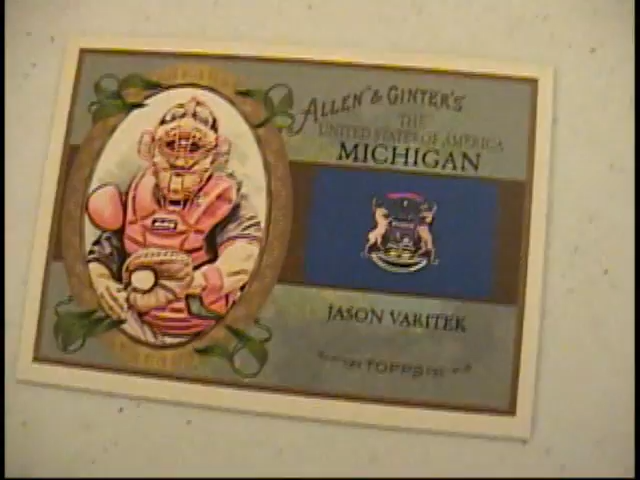 ALLEN & GINTER'S
THE
UNITED STATES OF AMERICA
MICHIGAN
JASON VARITEK
TOPPS